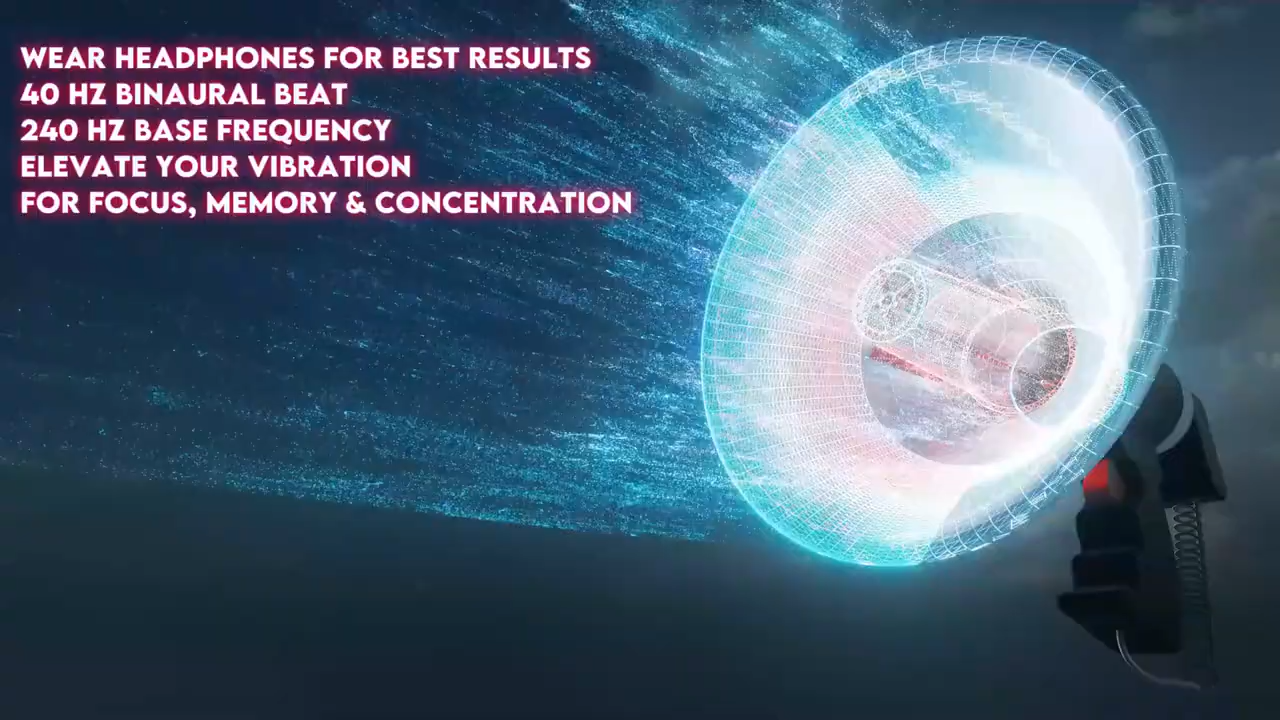 WEAR HEADPHONES FOR BEST RESULTS
40 HZ BINAURAL BEAT
240 HZ BASE FREQUENCY
ELEVATE YOUR VIBRATION
FOR FOCUS, MEMORY & CONCENTRATION